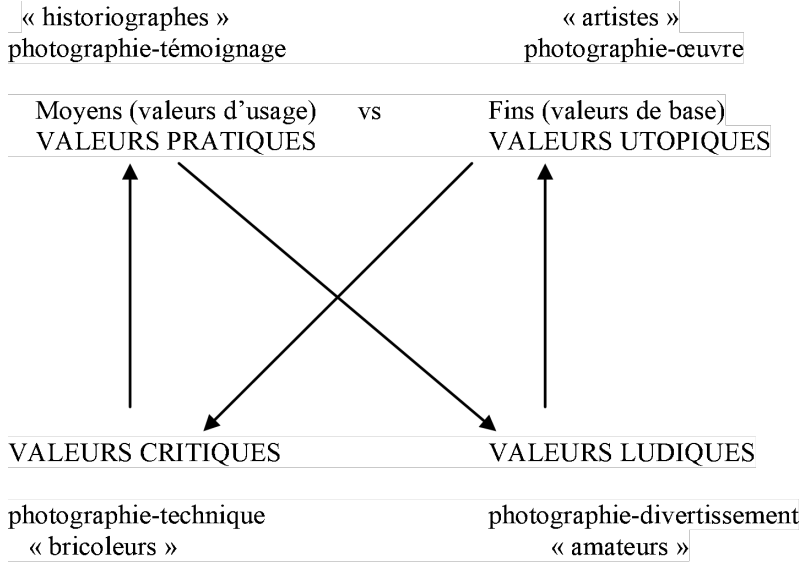 « historiographes » « artistes »
photographie-témoignage photographie-œuvre
Moyens (valeurs d’usage) vs Fins (valeurs de base)
VALEURS PRATIQUES VALEURS UTOPIQUES
VALEURS CRITIQUES VALEURS LUDIQUES
photographie-technique photographie-divertissement
« bricoleurs » « amateurs »